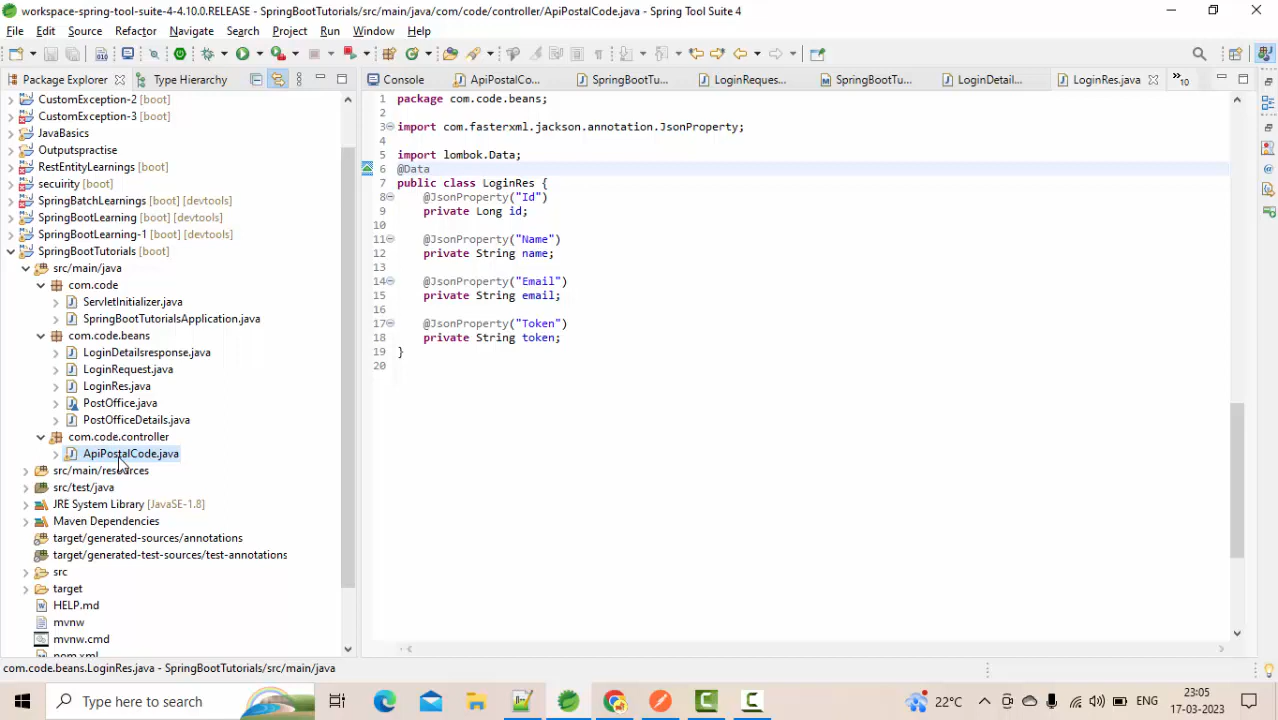 workspace-spring-tool-suite-4-4.10.0.RELEASE - SpringBootTutorials/src/main/java/com/code/controller/ApiPostalCode.java - Spring Tool Suite 4
File Edit Source Refactor Navigate Search Project Run Window Help
Package Explorer Type Hierarchy
Console ApiPostalCo... SpringBootTu... LoginReques... SpringBootTu... LoginDetail... LoginRes.java »10
CustomException-2 [boot]
CustomException-3 [boot]
JavaBasics
Outputspractise
RestEntityLearnings [boot]
secuirity [boot]
SpringBatchLearnings [boot] [devtools]
SpringBootLearning [boot] [devtools]
SpringBootLearning-1 [boot] [devtools]
SpringBootTutorials [boot]
src/main/java
com.code
ServletInitializer.java
SpringBootTutorialsApplication.java
com.code.beans
LoginDetailsresponse.java
LoginRequest.java
LoginRes.java
PostOffice.java
PostOfficeDetails.java
com.code.controller
ApiPostalCode.java
src/main/resources
src/test/java
JRE System Library [JavaSE-1.8]
Maven Dependencies
target/generated-sources/annotations
target/generated-test-sources/test-annotations
src
target
HELP.md
mvnw
mvnw.cmd
pom.xml
1 package com.code.beans;
2
3 import com.fasterxml.jackson.annotation.JsonProperty;
4
5 import lombok.Data;
6 @Data
7 public class LoginRes {
8 @JsonProperty("Id")
9 private Long id;
10
11 @JsonProperty("Name")
12 private String name;
13
14 @JsonProperty("Email")
15 private String email;
16
17 @JsonProperty("Token")
18 private String token;
19 }
20
com.code.beans.LoginRes.java - SpringBootTutorials/src/main/java
Type here to search
22°C
ENG
23:05
17-03-2023